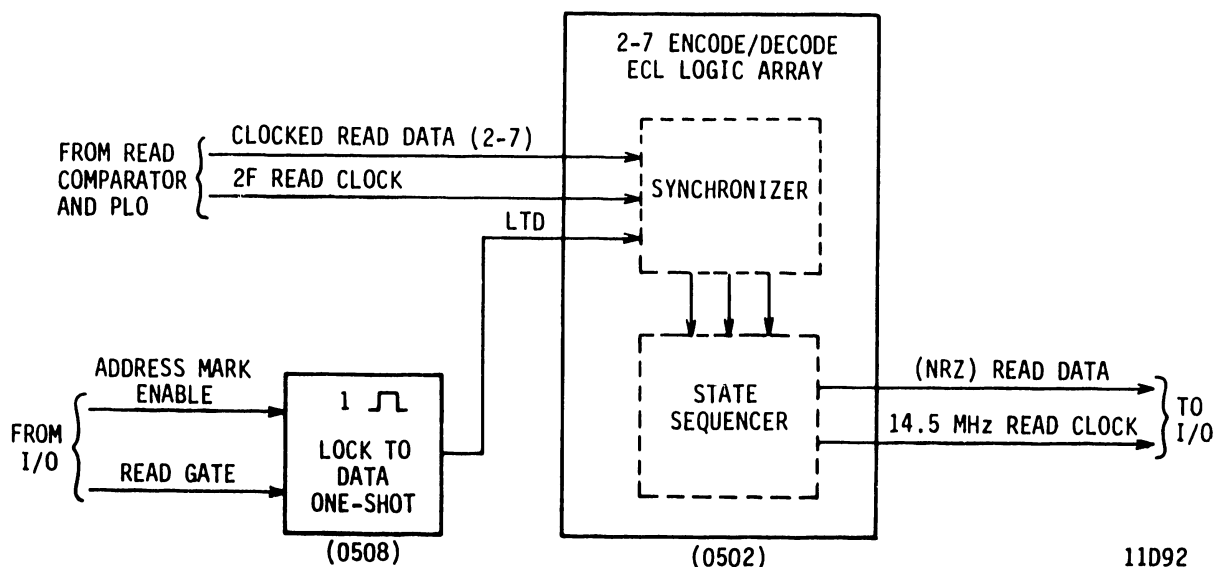 2-7 ENCODE/DECODE
ECL LOGIC ARRAY
FROM READ
COMPARATOR
AND PLO
CLOCKED READ DATA (2-7)
2F READ CLOCK
LTD
SYNCHRONIZER
ADDRESS MARK
ENABLE
FROM
I/O
READ GATE
1
LOCK TO
DATA
ONE-SHOT
(0508)
STATE
SEQUENCER
(NRZ) READ DATA
14.5 MHz READ CLOCK
TO
I/O
(0502)
11D92